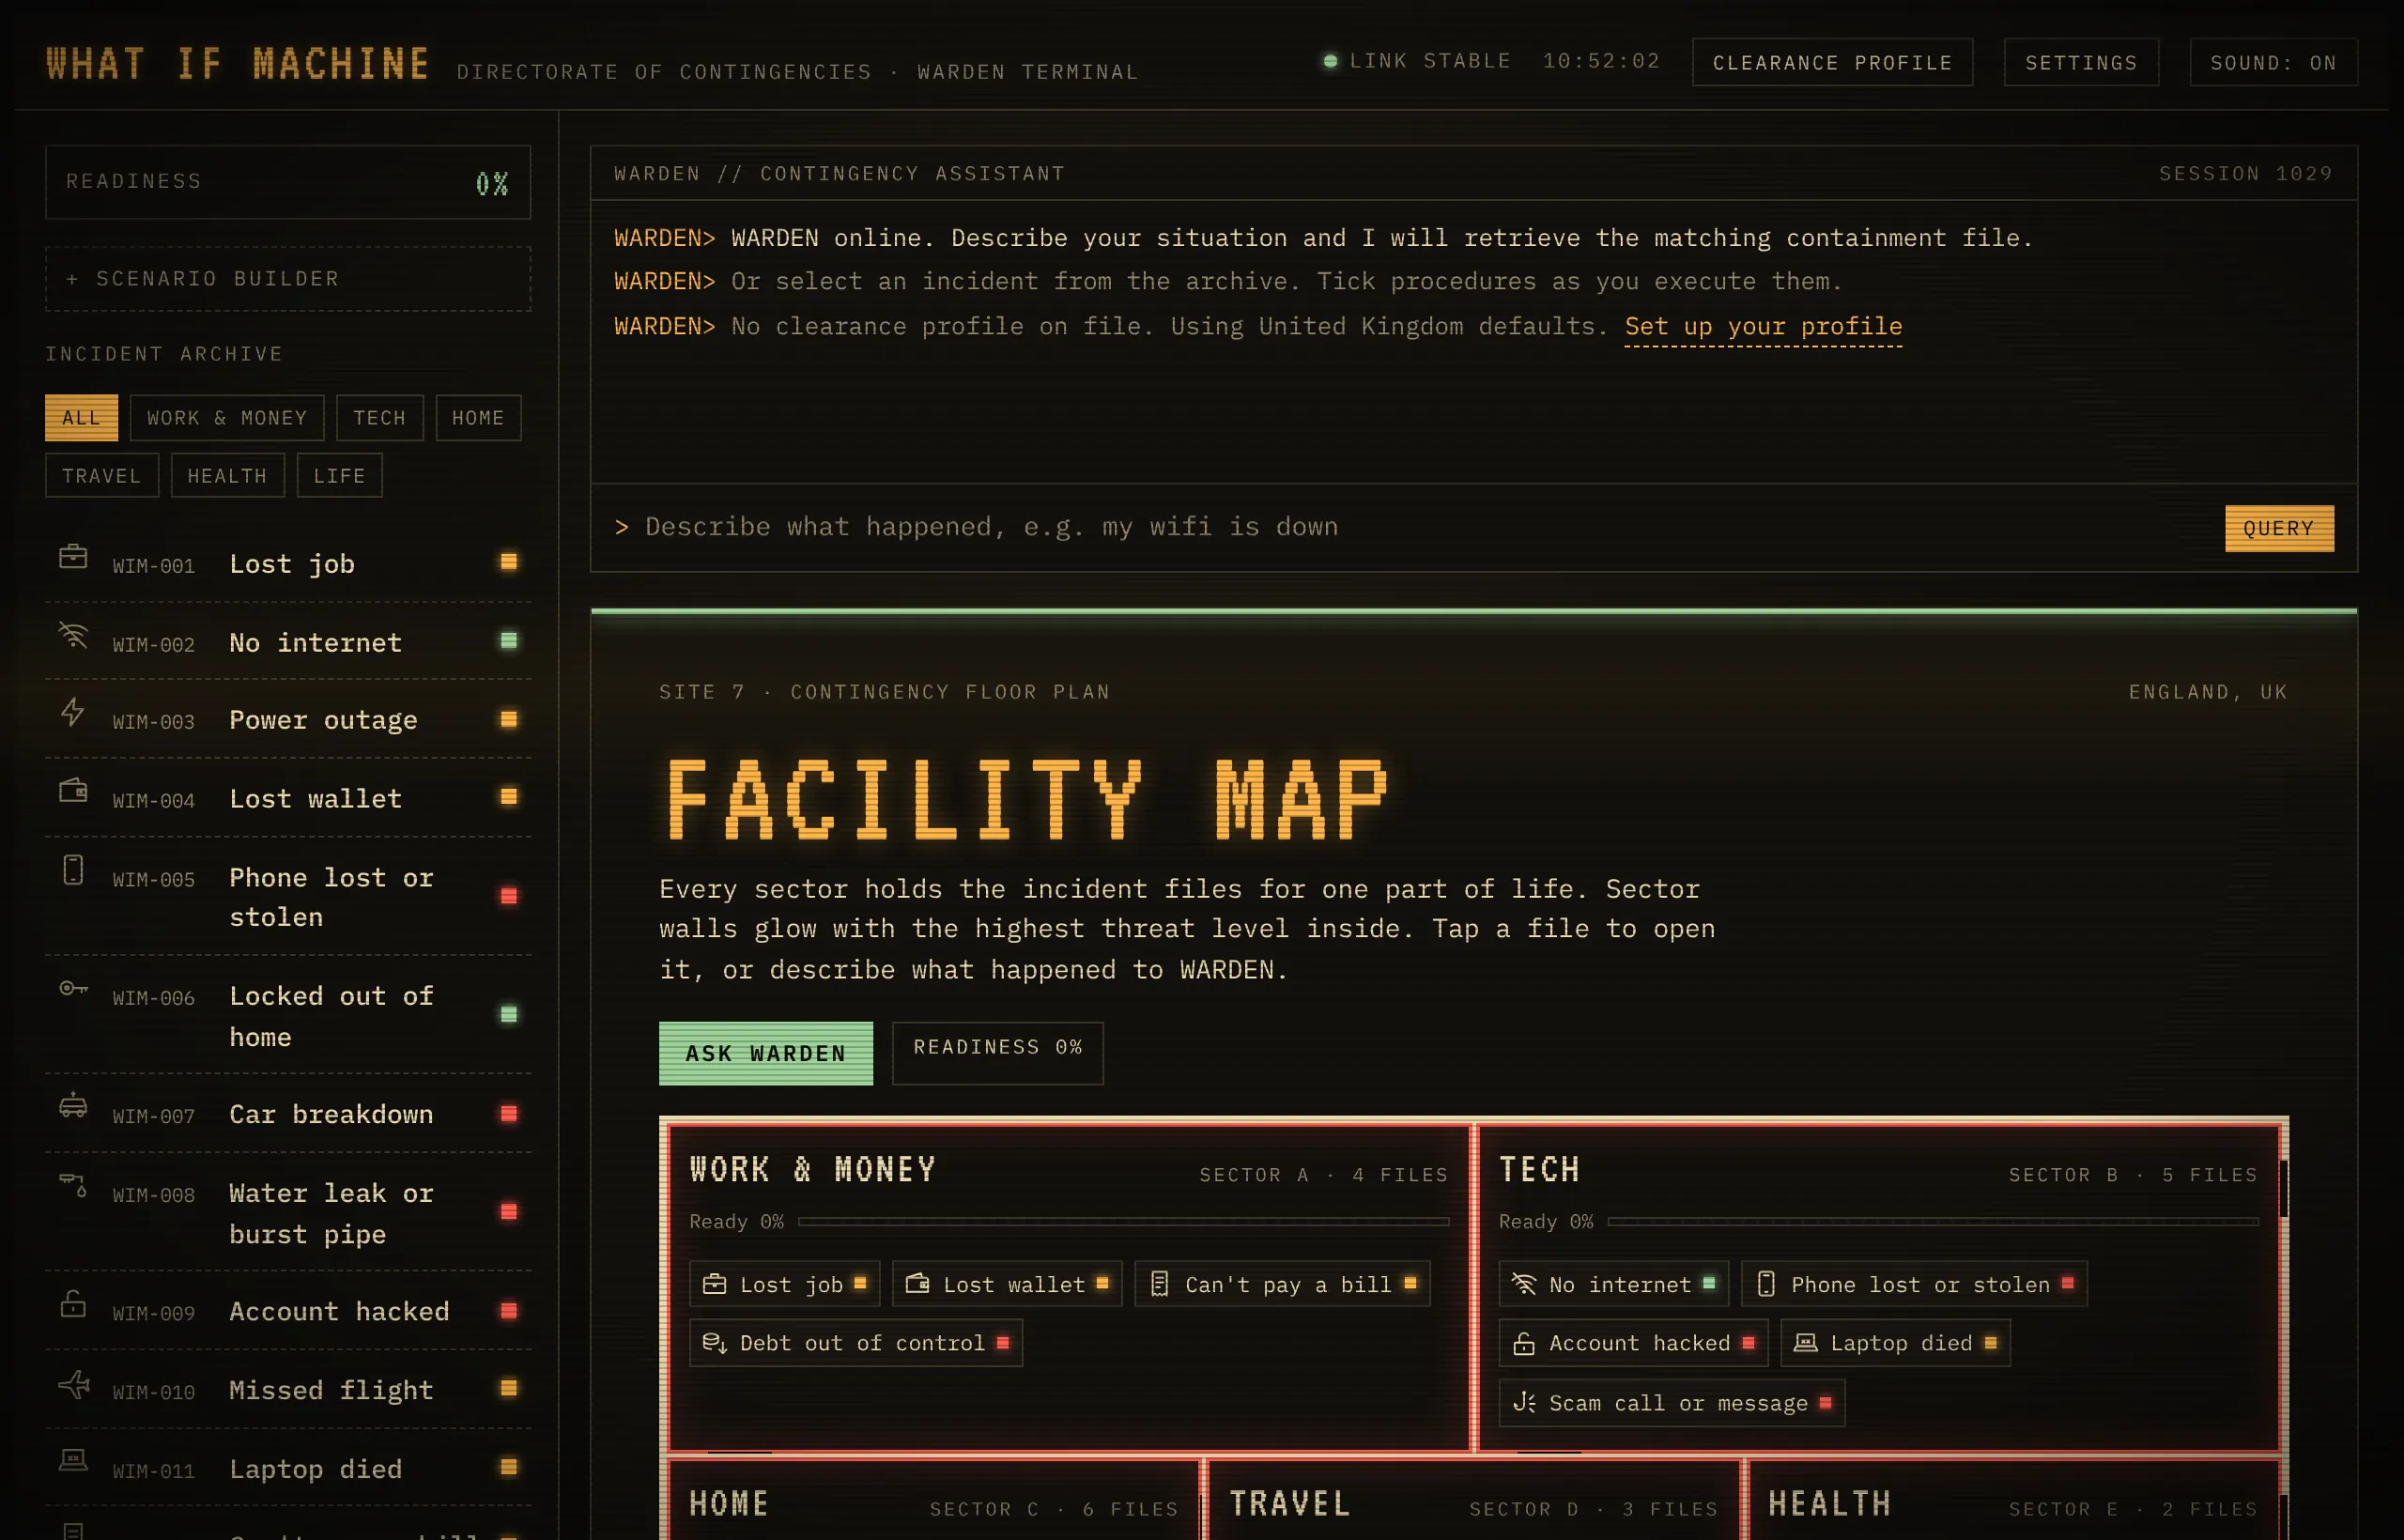 WHAT IF MACHINE DIRECTORATE OF CONTINGENCIES · WARDEN TERMINAL
LINK STABLE 10:52:02 CLEARANCE PROFILE SETTINGS SOUND: ON
READINESS 0%
+ SCENARIO BUILDER
INCIDENT ARCHIVE
ALL WORK & MONEY TECH HOME
TRAVEL HEALTH LIFE
WIM-001 Lost job
WIM-002 No internet
WIM-003 Power outage
WIM-004 Lost wallet
WIM-005 Phone lost or
stolen
WIM-006 Locked out of
home
WIM-007 Car breakdown
WIM-008 Water leak or
burst pipe
WIM-009 Account hacked
WIM-010 Missed flight
WIM-011 Laptop died
WARDEN // CONTINGENCY ASSISTANT SESSION 1029
WARDEN> WARDEN online. Describe your situation and I will retrieve the matching containment file.
WARDEN> Or select an incident from the archive. Tick procedures as you execute them.
WARDEN> No clearance profile on file. Using United Kingdom defaults. Set up your profile
> Describe what happened, e.g. my wifi is down QUERY
SITE 7 · CONTINGENCY FLOOR PLAN ENGLAND, UK
FACILITY MAP
Every sector holds the incident files for one part of life. Sector
walls glow with the highest threat level inside. Tap a file to open
it, or describe what happened to WARDEN.
ASK WARDEN READINESS 0%
WORK & MONEY SECTOR A · 4 FILES
Ready 0%
Lost job Lost wallet Can't pay a bill
Debt out of control
TECH SECTOR B · 5 FILES
Ready 0%
No internet Phone lost or stolen
Account hacked Laptop died
Scam call or message
HOME SECTOR C · 6 FILES
TRAVEL SECTOR D · 3 FILES
HEALTH SECTOR E · 2 FILES